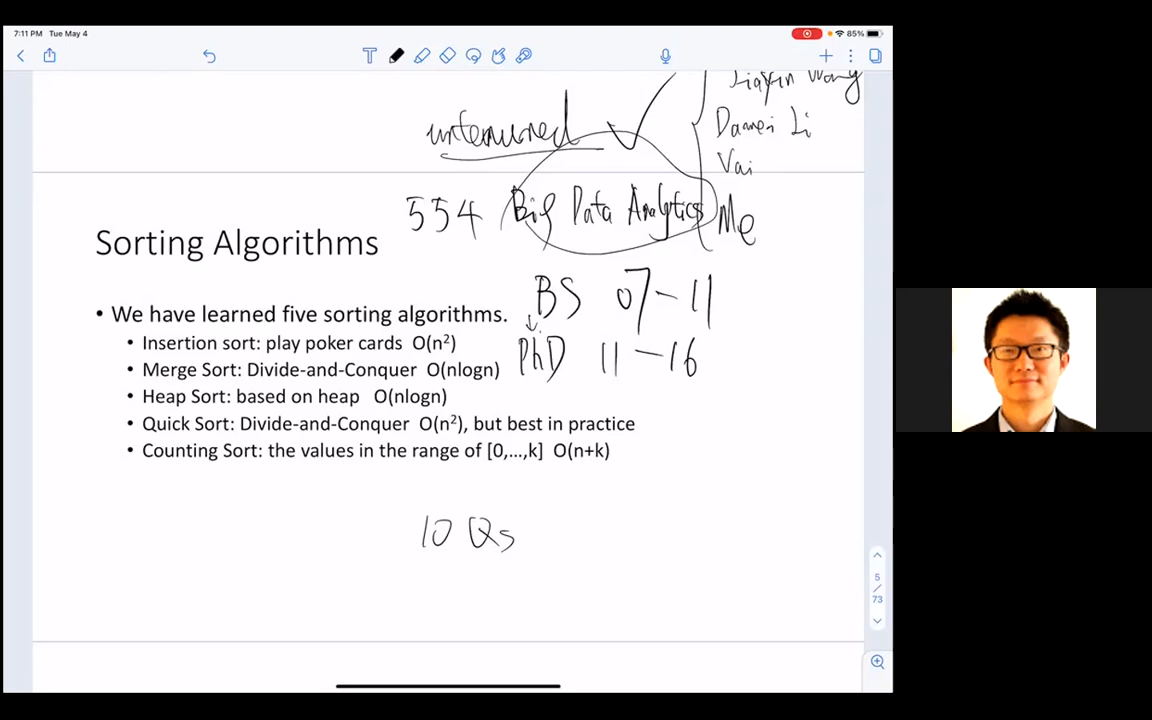 7:11 PM Tue May 4
85%
Wang
Damei Li
Vai
554 Big Data Analytics Me
Sorting Algorithms
BS 07-11
• We have learned five sorting algorithms.
• Insertion sort: play poker cards O(n²)
PhD 11-16
• Merge Sort: Divide-and-Conquer O(nlogn)
• Heap Sort: based on heap O(nlogn)
• Quick Sort: Divide-and-Conquer O(n²), but best in practice
• Counting Sort: the values in the range of [0,...,k] O(n+k)
10 Qs
5
/
73